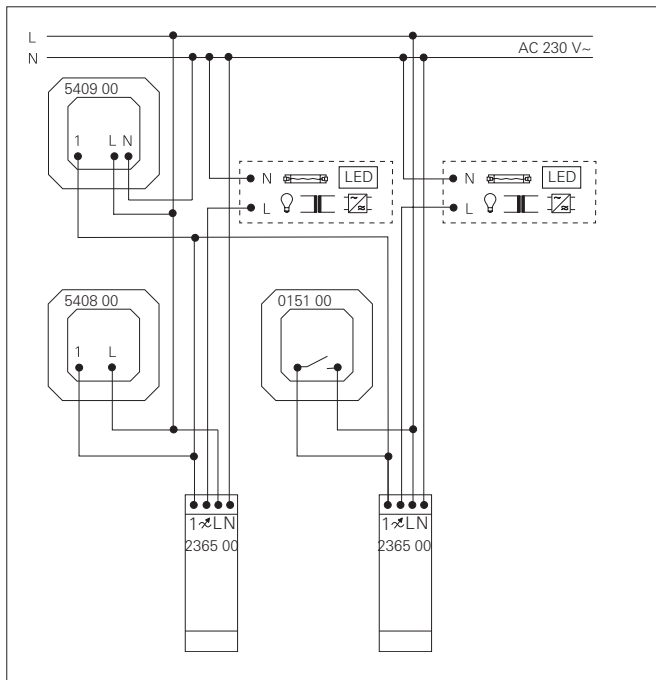 L
N
AC 230 V~
5409 00
1 L N
N LED
L
N LED
L
5408 00
1 L
0151 00
1 L N
2365 00
1 L N
2365 00